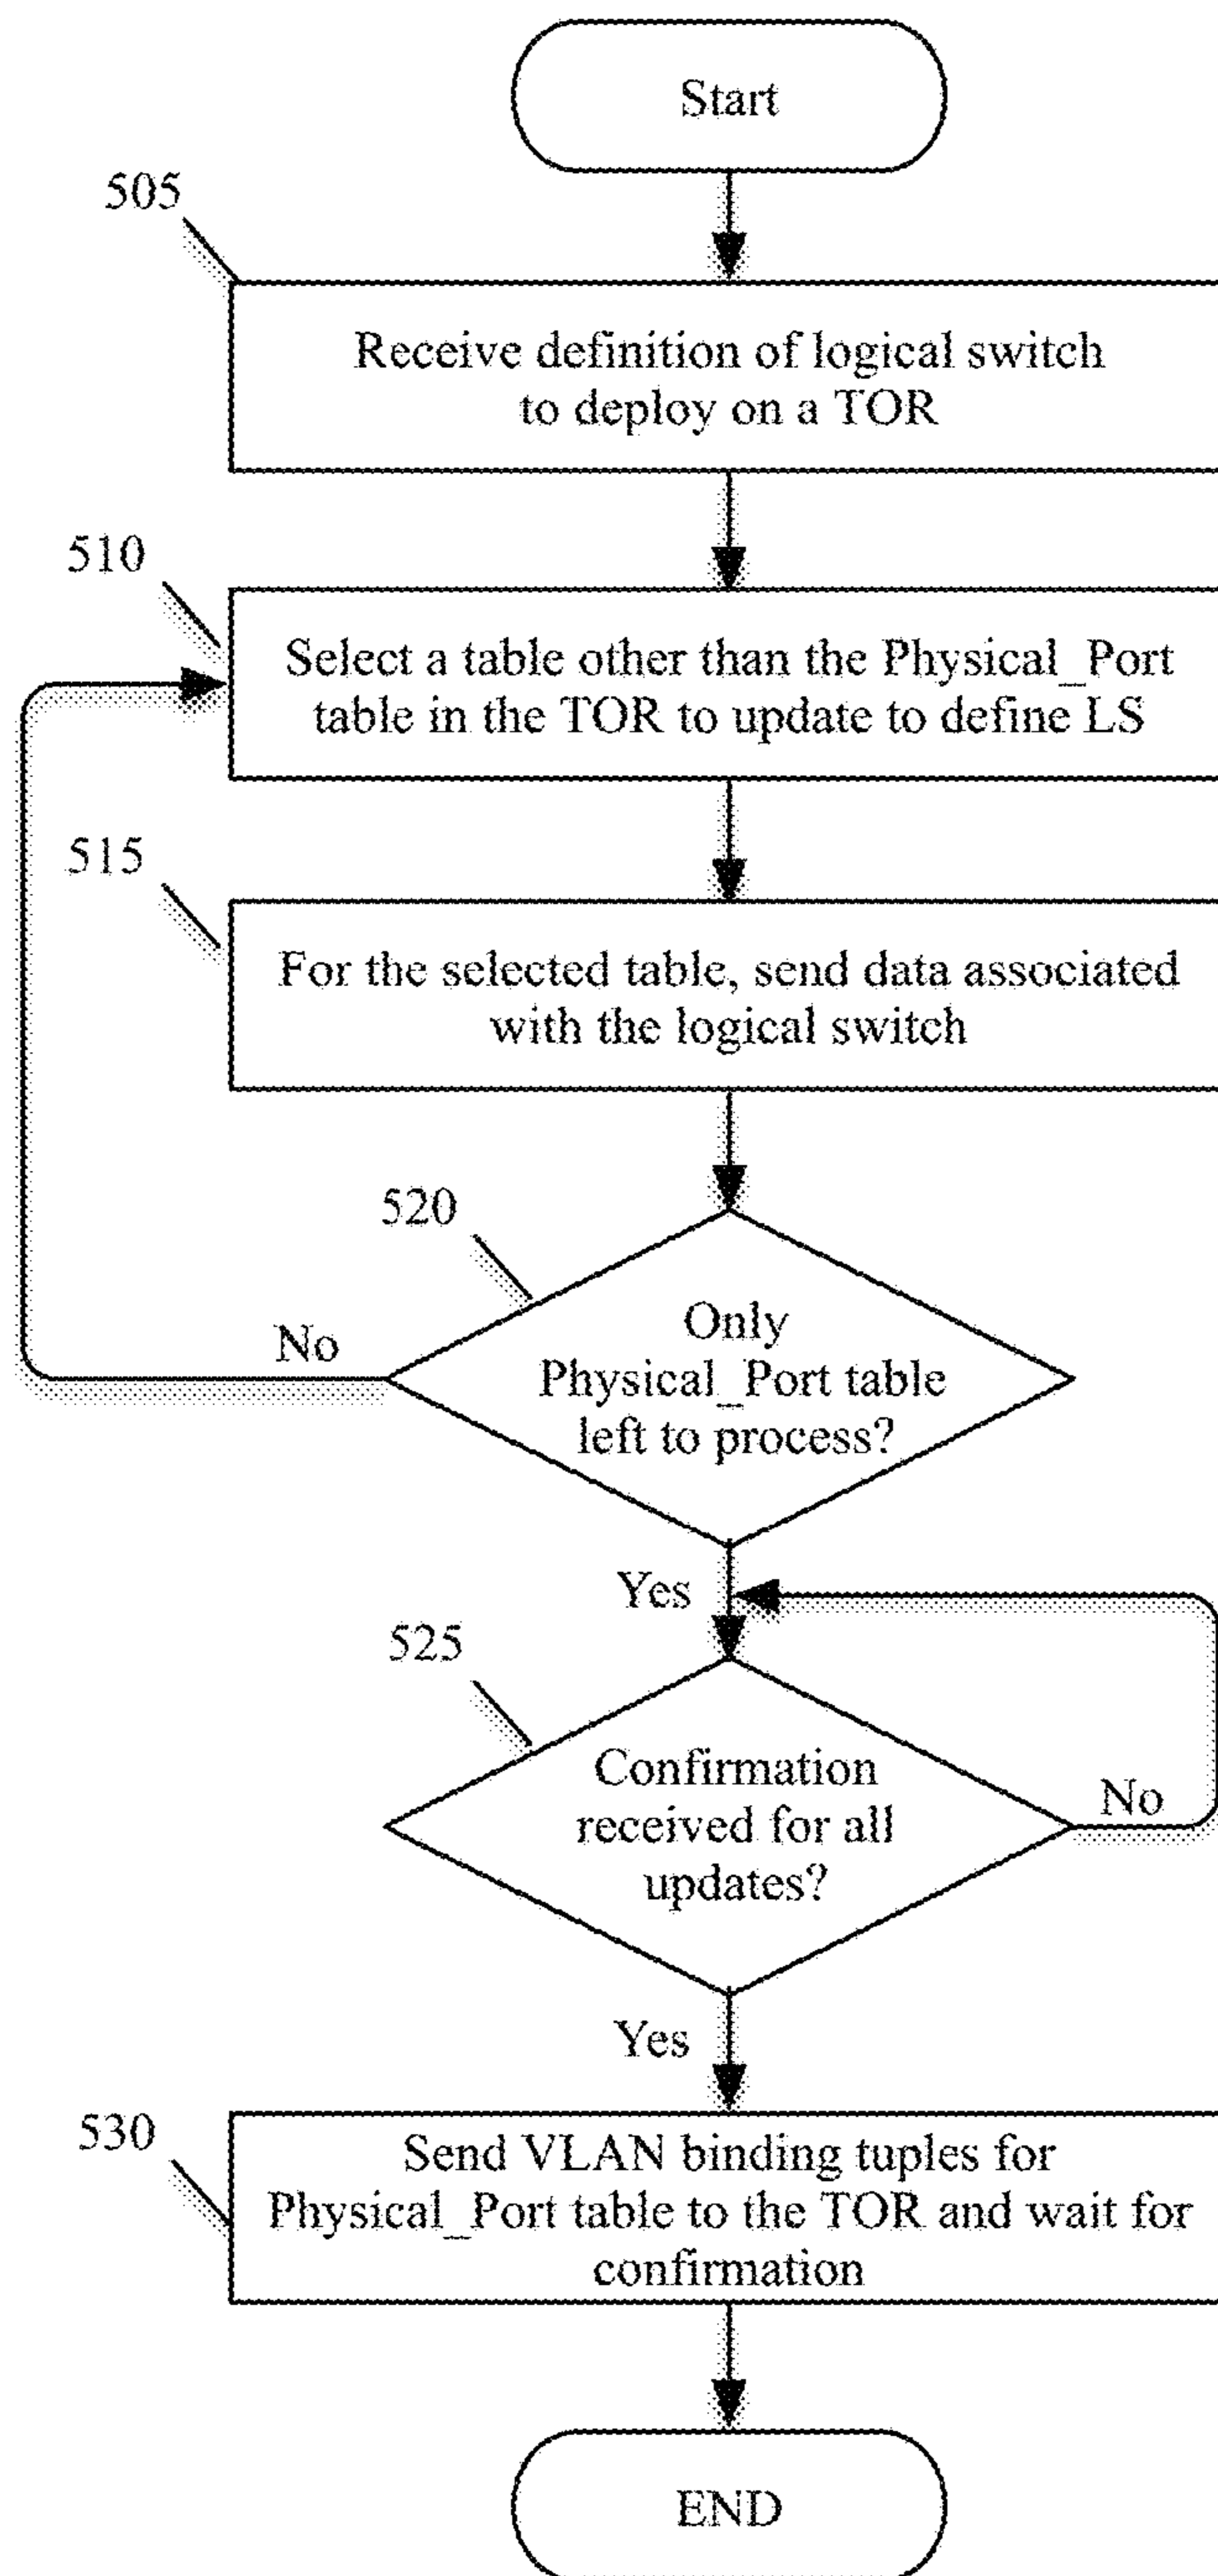 Start
505
Receive definition of logical switch
to deploy on a TOR
510
Select a table other than the Physical_Port
table in the TOR to update to define LS
515
For the selected table, send data associated
with the logical switch
520
Only
Physical_Port table
left to process?
No
Yes
525
Confirmation
received for all
updates?
No
Yes
530
Send VLAN binding tuples for
Physical_Port table to the TOR and wait for
confirmation
END